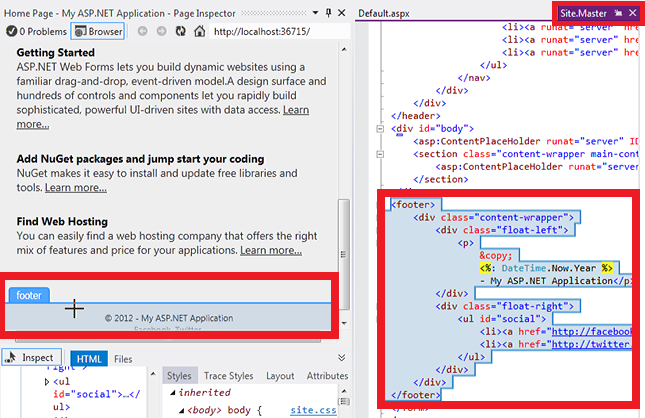 Home Page - My ASP.NET Application - Page Inspector
0 Problems Browser http://localhost:36715/
Getting Started
ASP.NET Web Forms lets you build dynamic websites using a
familiar drag-and-drop, event-driven model.A design surface and
hundreds of controls and components let you rapidly build
sophisticated, powerful UI-driven sites with data access. Learn
more...
Add NuGet packages and jump start your coding
NuGet makes it easy to install and update free libraries and
tools. Learn more...
Find Web Hosting
You can easily find a web hosting company that offers the right
mix of features and price for your applications. Learn more...
footer
© 2012 - My ASP.NET Application
Facebook Twitter
Inspect HTML Files
right">
<ul
id="social">…</
ul>
Styles Trace Styles Layout Attributes
inherited
<body> body { site.css
Default.aspx
Site.Master
<li><a runat="server" hre
<li><a runat="server" hre
<li><a runat="server" hre
</ul>
</nav>
</div>
</div>
</header>
<div id="body">
<asp:ContentPlaceHolder runat="server" ID
<section class="content-wrapper main-cont
<asp:ContentPlaceHolder runat="server
</section>
<footer>
<div class="content-wrapper">
<div class="float-left">
<p>
&copy;
<%: DateTime.Now.Year %>
- My ASP.NET Application</p
</div>
<div class="float-right">
<ul id="social">
<li><a href="http://facebo
<li><a href="http://twitter
</ul>
</div>
</div>
</footer>
</form>